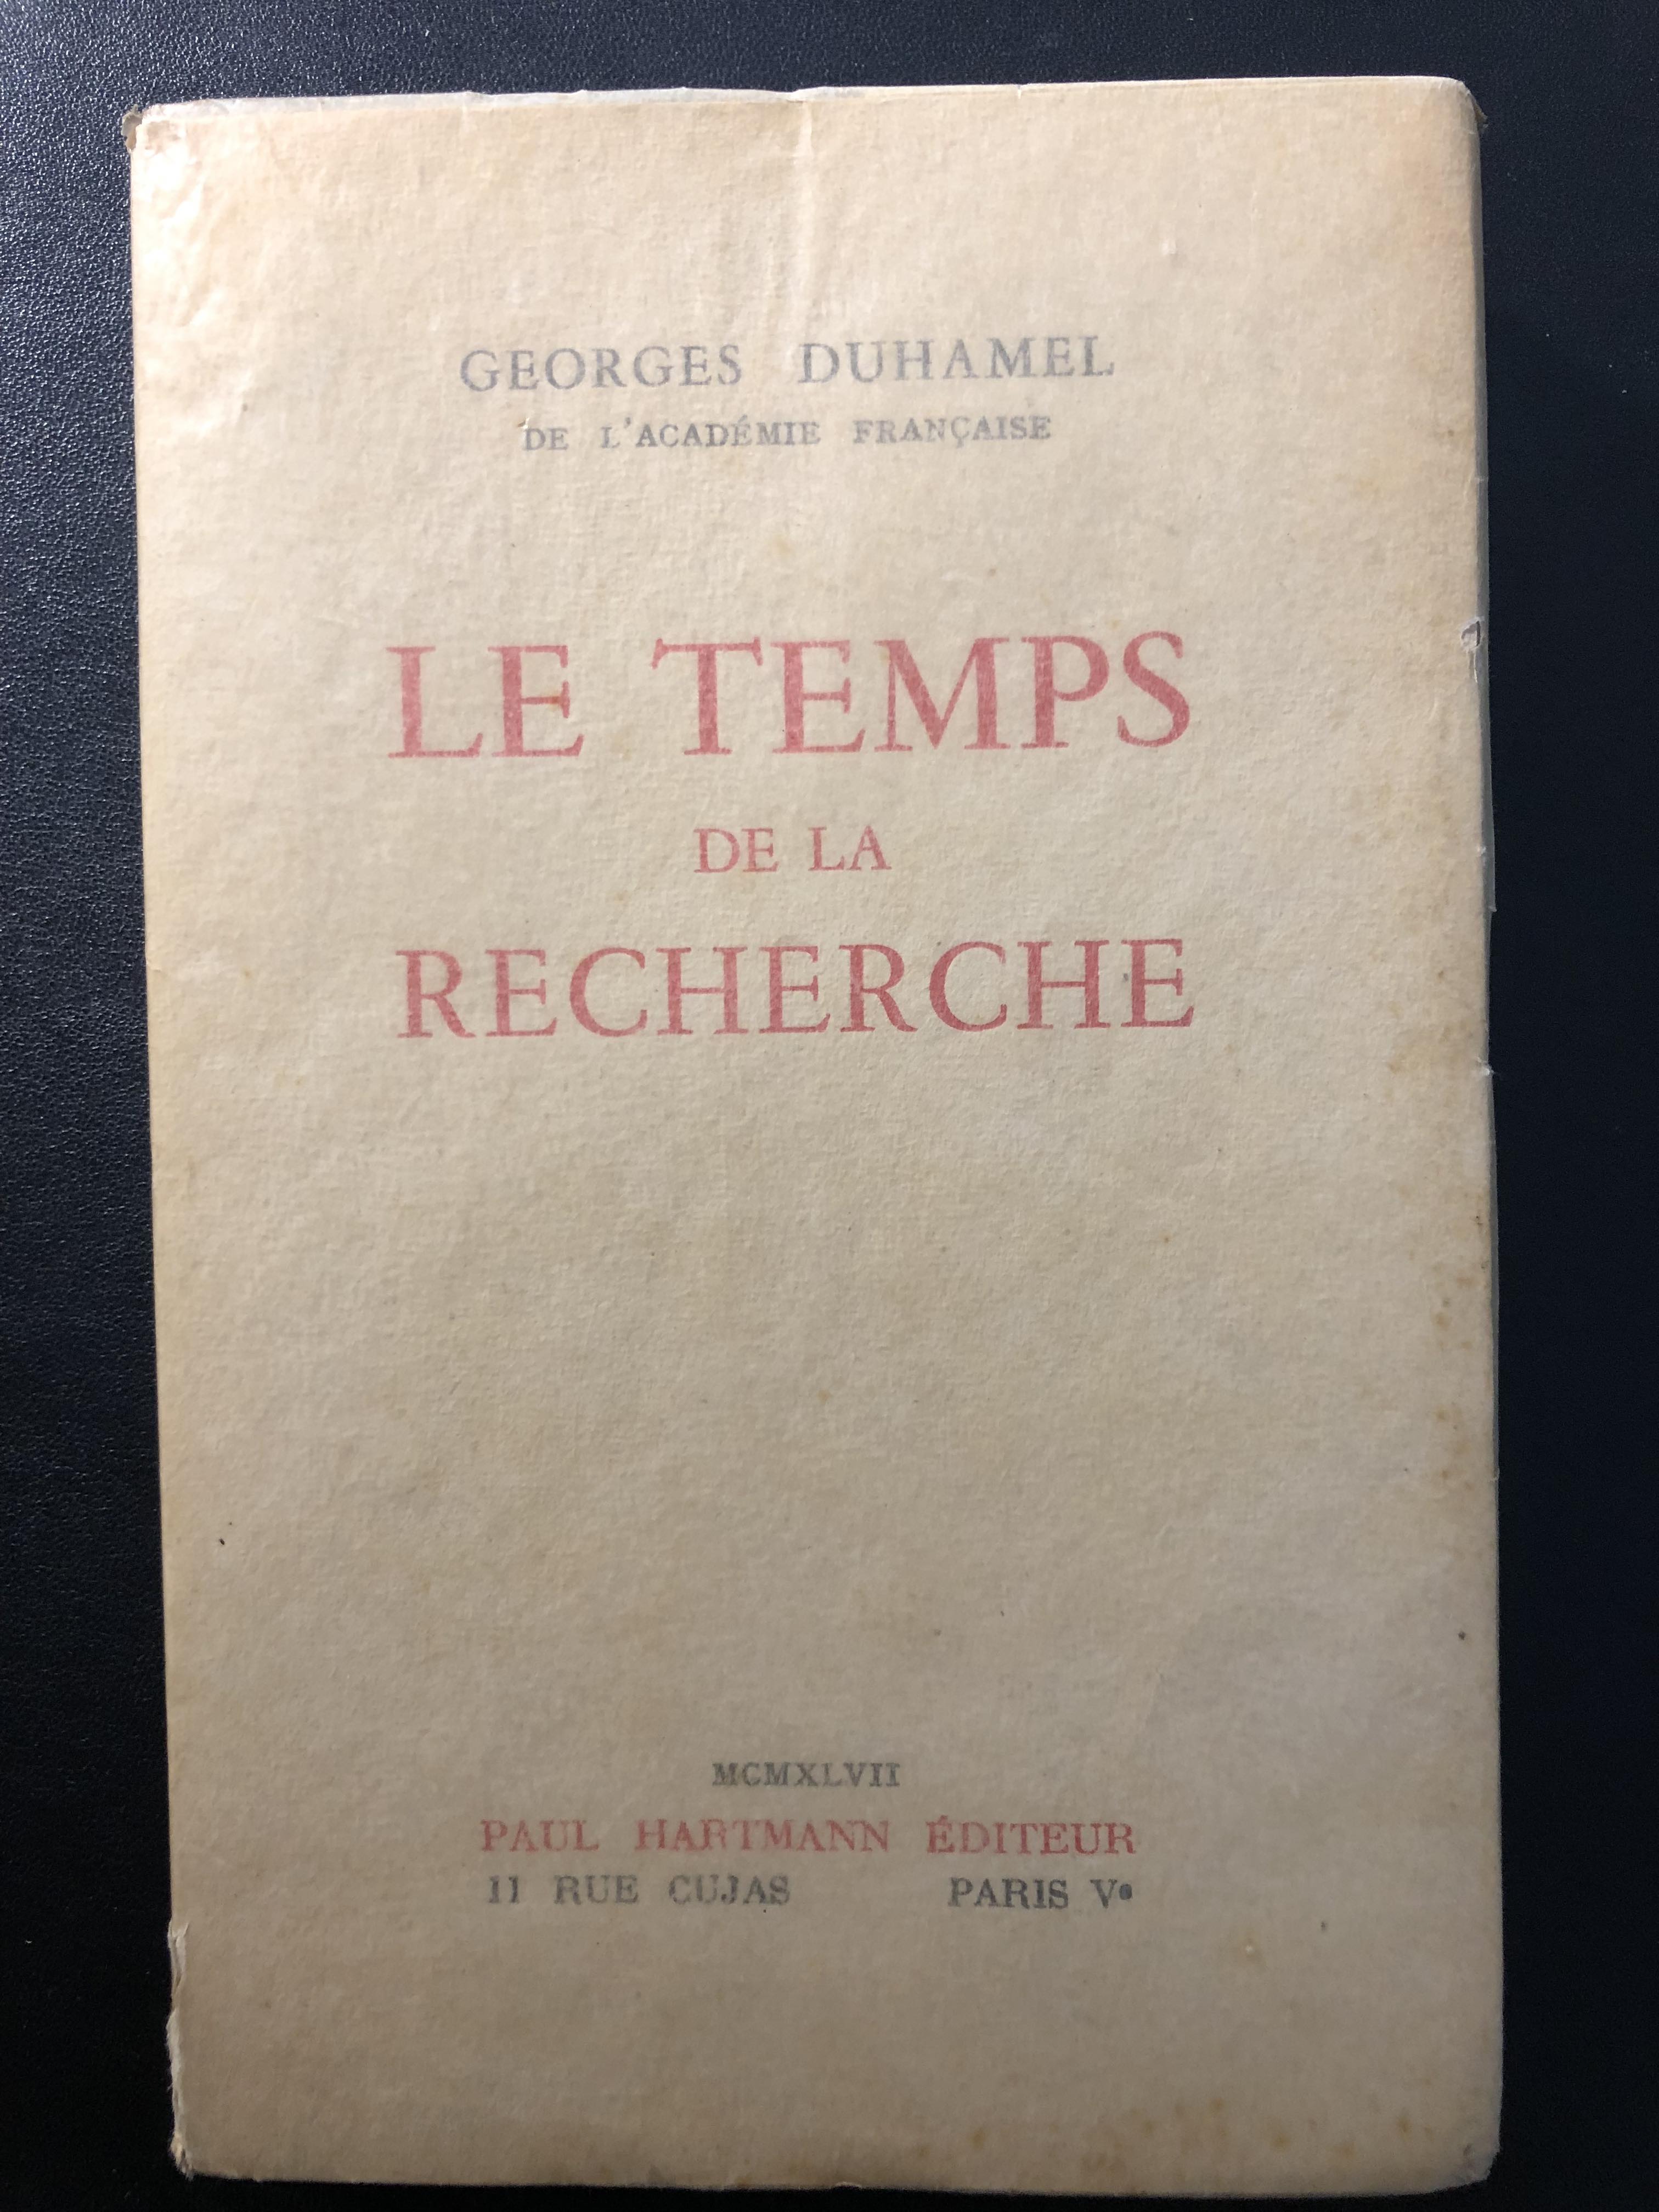 GEORGES DUHAMEL
DE L'ACADÉMIE FRANÇAISE
LE TEMPS
DE LA
RECHERCHE
MCMXLVII
PAUL HARTMANN ÉDITEUR
11 RUE CUJAS PARIS Vᵉ